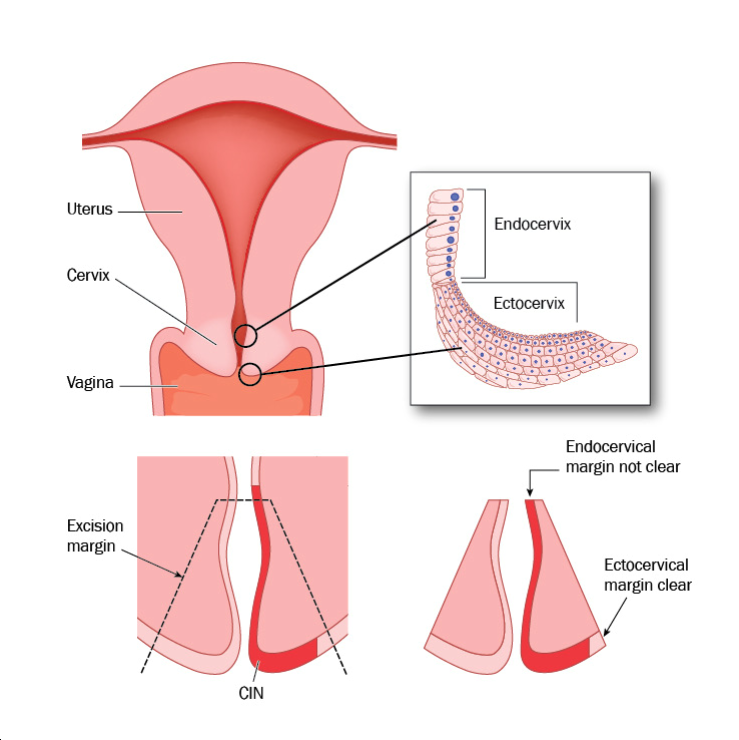 Uterus
Cervix
Vagina
Endocervix
Ectocervix
Excision
margin
CIN
Endocervical
margin not clear
Ectocervical
margin clear